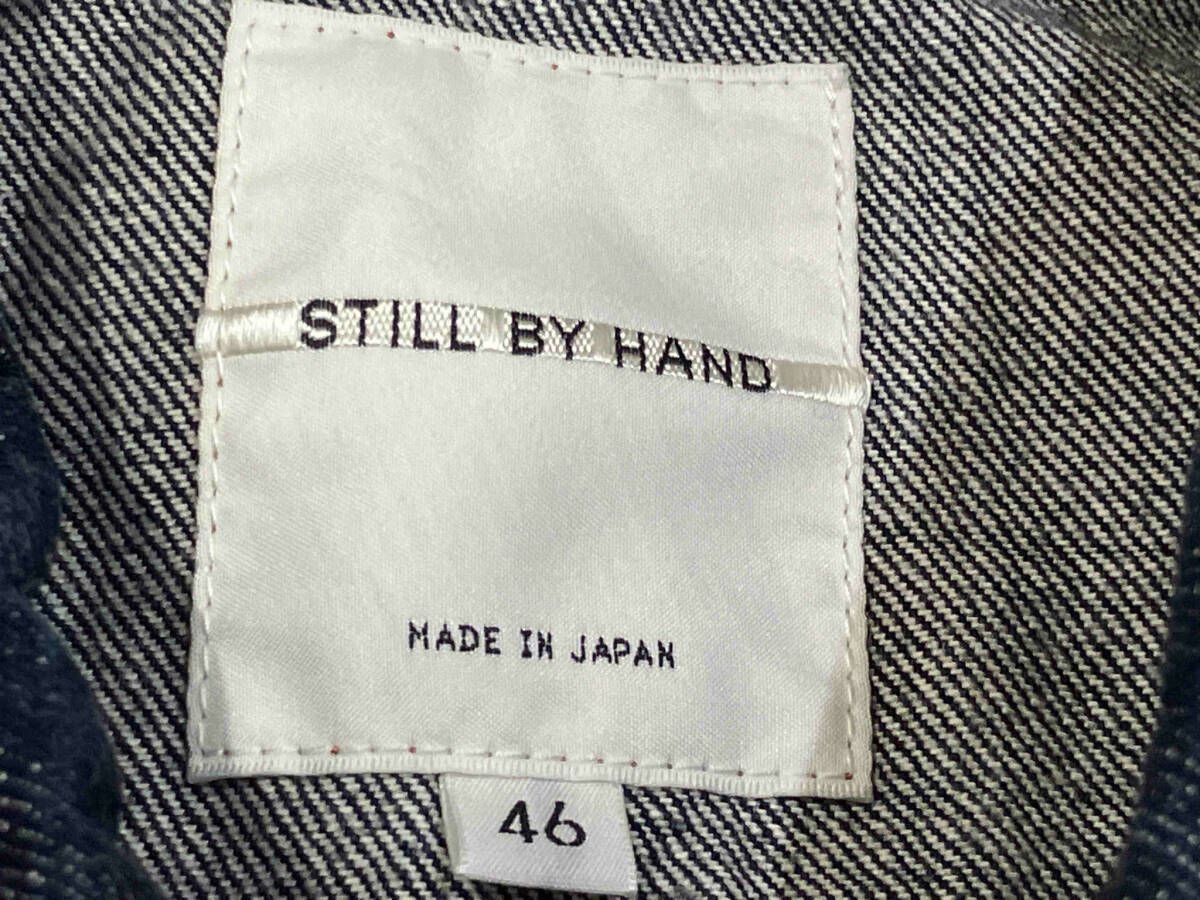 STILL BY HAND
MADE IN JAPAN
46